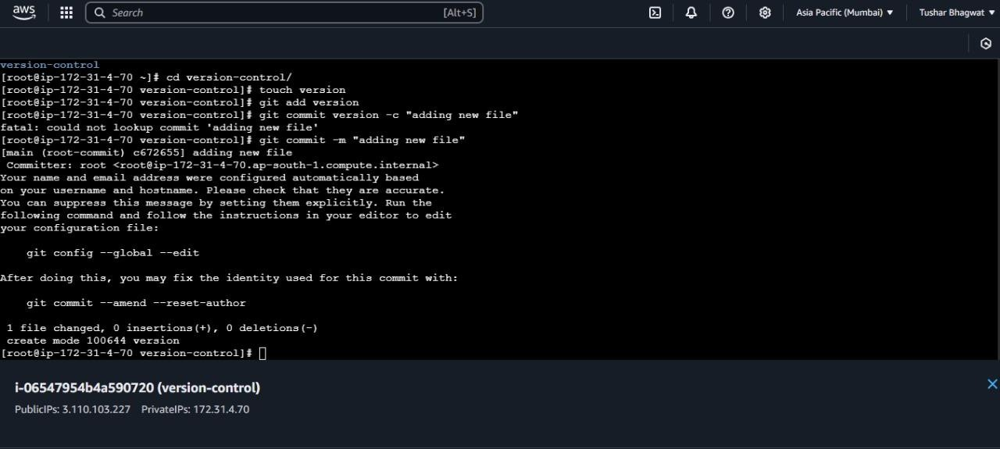 aws
Search [Alt+S]
Asia Pacific (Mumbai) ▼
Tushar Bhagwat ▼
version-control
[root@ip-172-31-4-70 ~]# cd version-control/
[root@ip-172-31-4-70 version-control]# touch version
[root@ip-172-31-4-70 version-control]# git add version
[root@ip-172-31-4-70 version-control]# git commit version -c "adding new file"
fatal: could not lookup commit 'adding new file'
[root@ip-172-31-4-70 version-control]# git commit -m "adding new file"
[main (root-commit) c672655] adding new file
 Committer: root <root@ip-172-31-4-70.ap-south-1.compute.internal>
Your name and email address were configured automatically based
on your username and hostname. Please check that they are accurate.
You can suppress this message by setting them explicitly. Run the
following command and follow the instructions in your editor to edit
your configuration file:
    git config --global --edit
After doing this, you may fix the identity used for this commit with:
    git commit --amend --reset-author
 1 file changed, 0 insertions(+), 0 deletions(-)
 create mode 100644 version
[root@ip-172-31-4-70 version-control]#
i-06547954b4a590720 (version-control)
PublicIPs: 3.110.103.227 PrivateIPs: 172.31.4.70